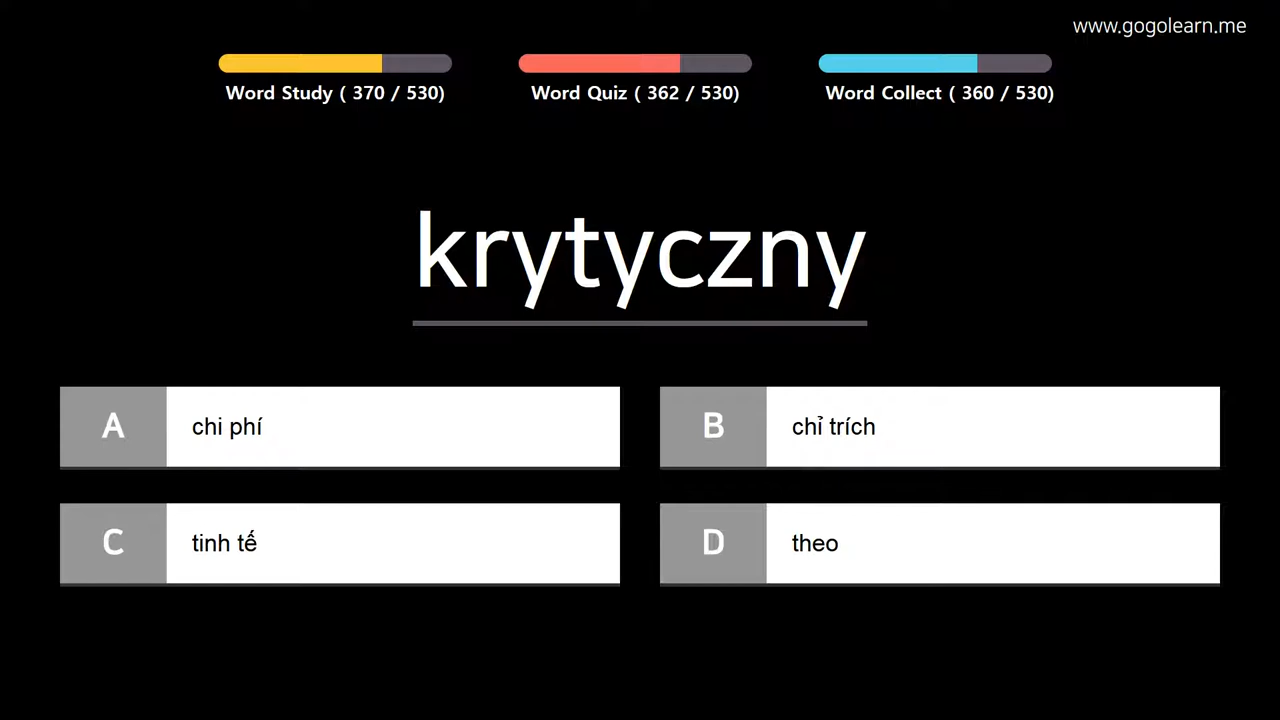 www.gogolearn.me
Word Study ( 370 / 530)
Word Quiz ( 362 / 530)
Word Collect ( 360 / 530)
krytyczny
A chi phí
B chỉ trích
C tinh tế
D theo